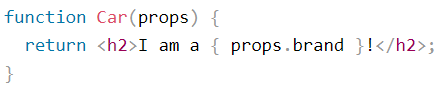 function Car(props) {
  return <h2>I am a { props.brand }!</h2>;
}